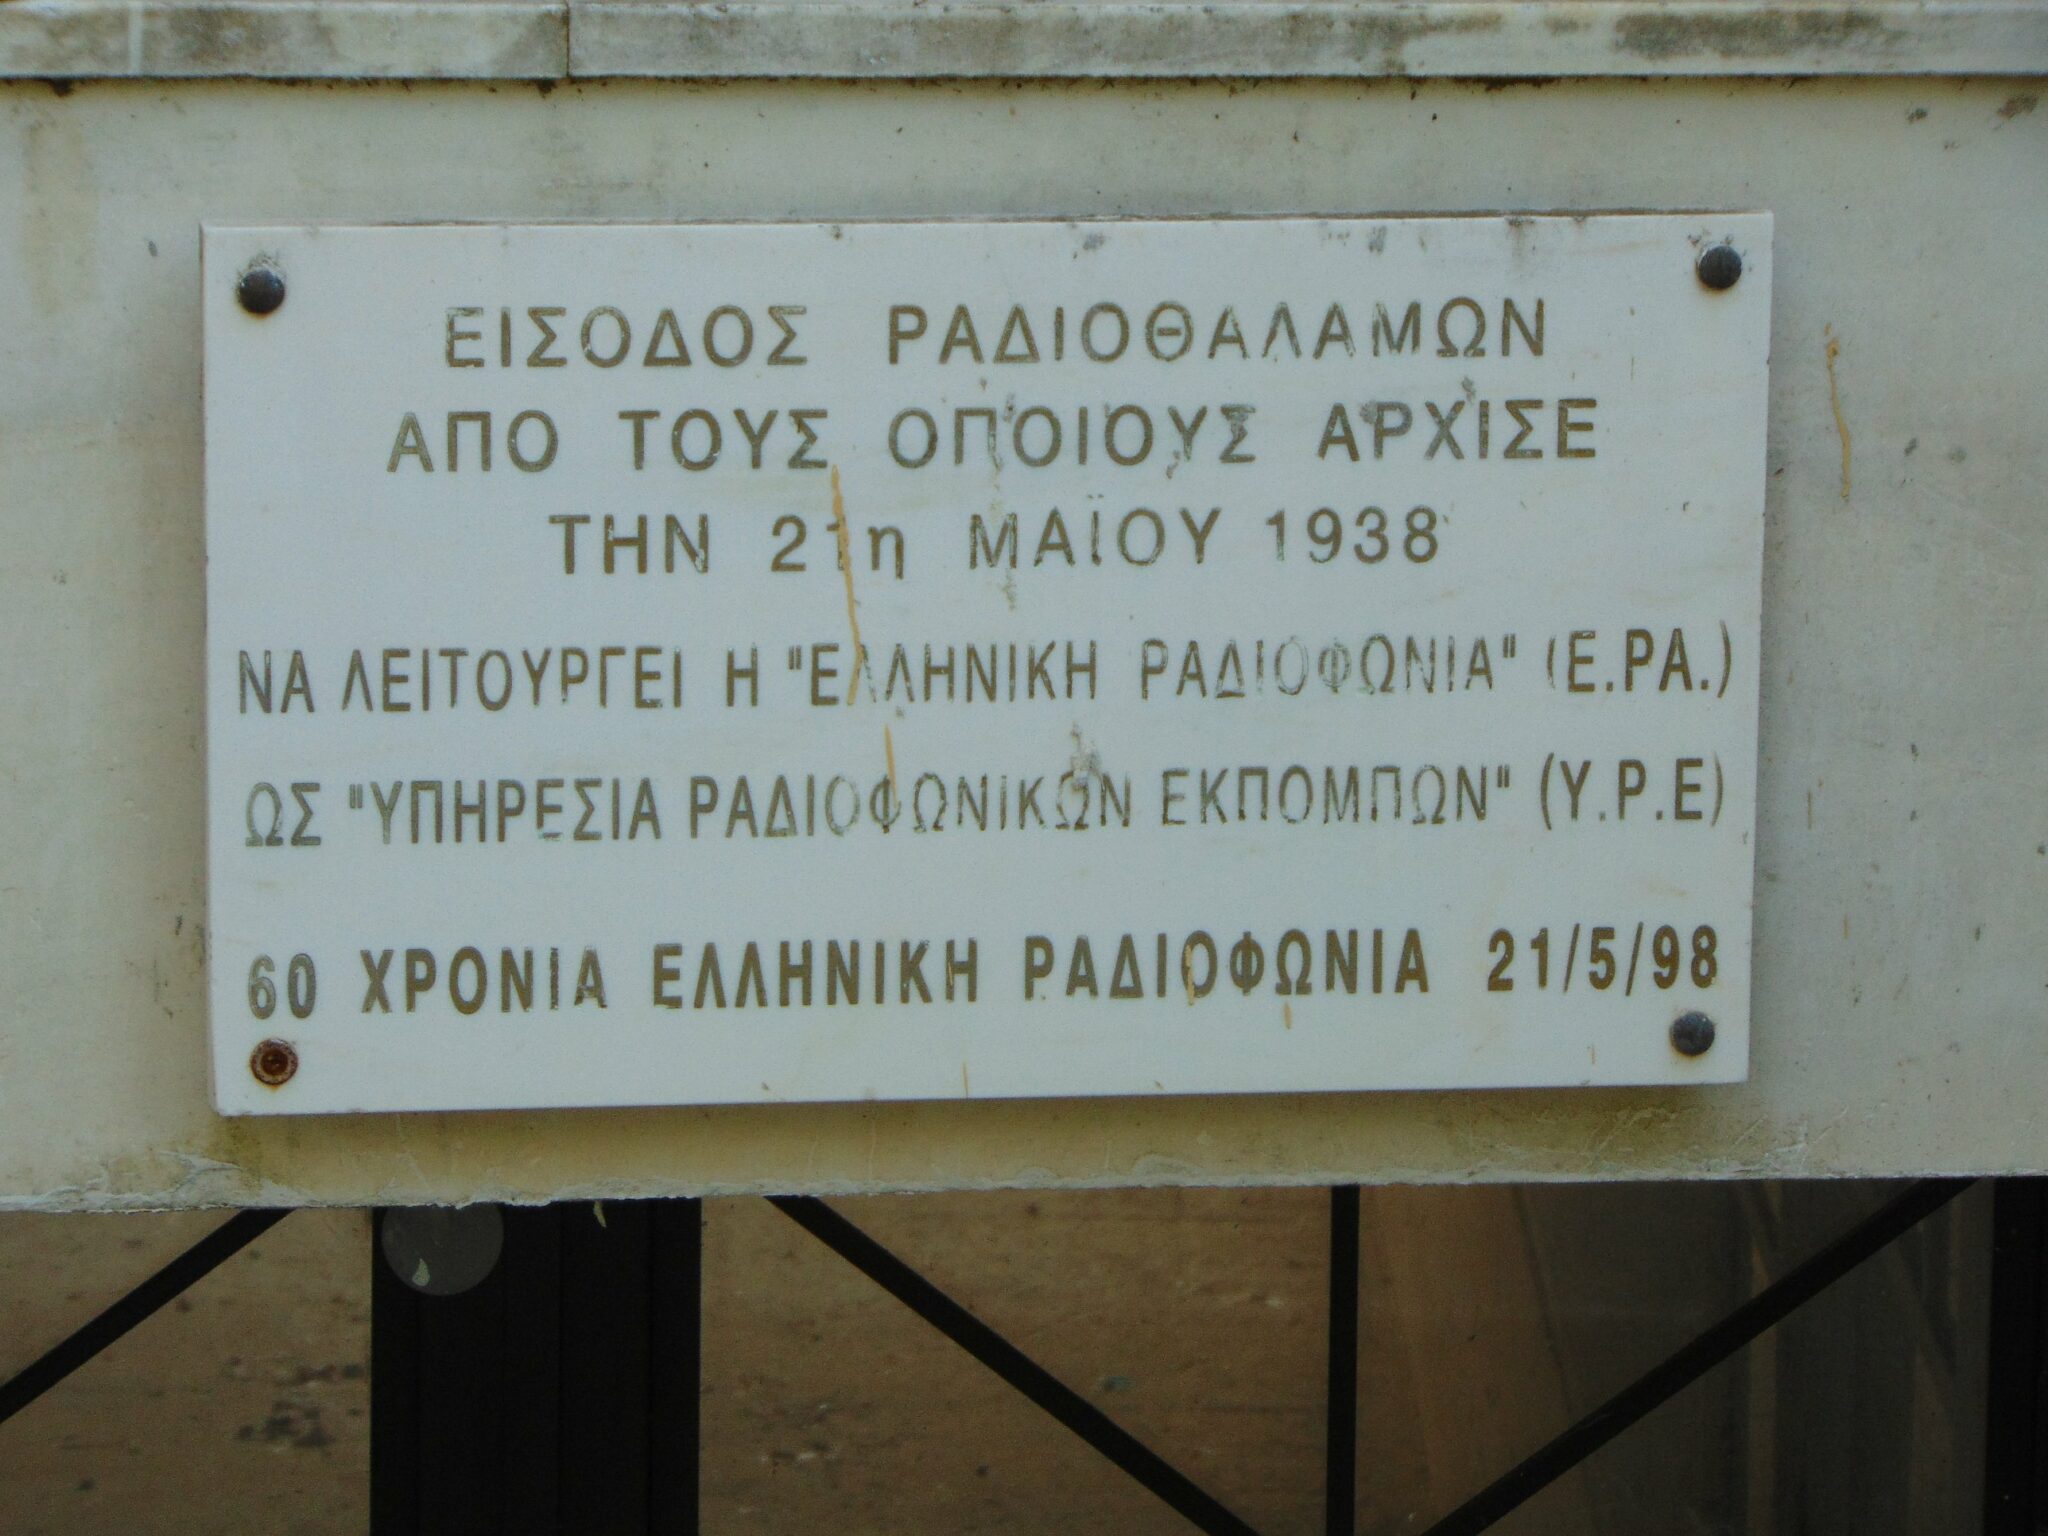 ΕΙΣΟΔΟΣ ΡΑΔΙΟΘΑΛΑΜΩΝ
ΑΠΟ ΤΟΥΣ ΟΠΟΙΟΥΣ ΑΡΧΙΣΕ
ΤΗΝ 21η ΜΑΪΟΥ 1938
ΝΑ ΛΕΙΤΟΥΡΓΕΙ Η "ΕΛΛΗΝΙΚΗ ΡΑΔΙΟΦΩΝΙΑ" (Ε.ΡΑ.)
ΩΣ "ΥΠΗΡΕΣΙΑ ΡΑΔΙΟΦΩΝΙΚΩΝ ΕΚΠΟΜΠΩΝ" (Υ.Ρ.Ε)
60 ΧΡΟΝΙΑ ΕΛΛΗΝΙΚΗ ΡΑΔΙΟΦΩΝΙΑ 21/5/98